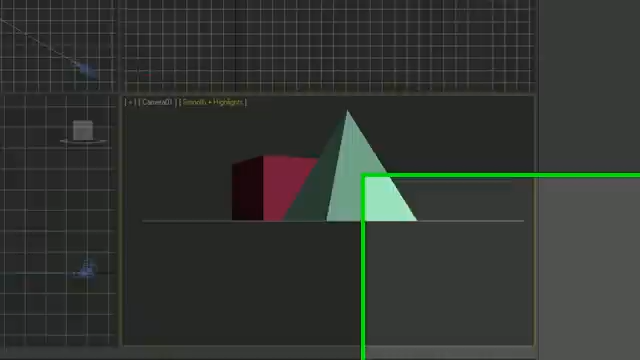 [ + ] [ Camera01 ] [ Smooth + Highlights ]